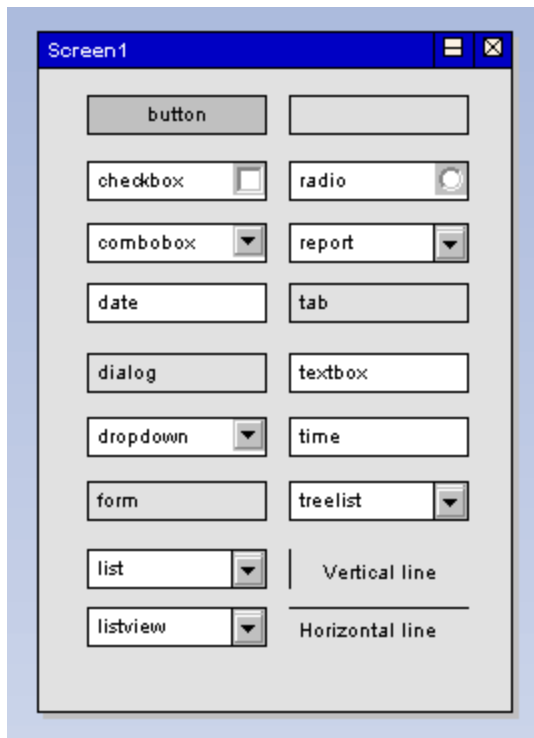 Screen1
button
checkbox radio
combobox report
date tab
dialog textbox
dropdown time
form treelist
list Vertical line
listview Horizontal line